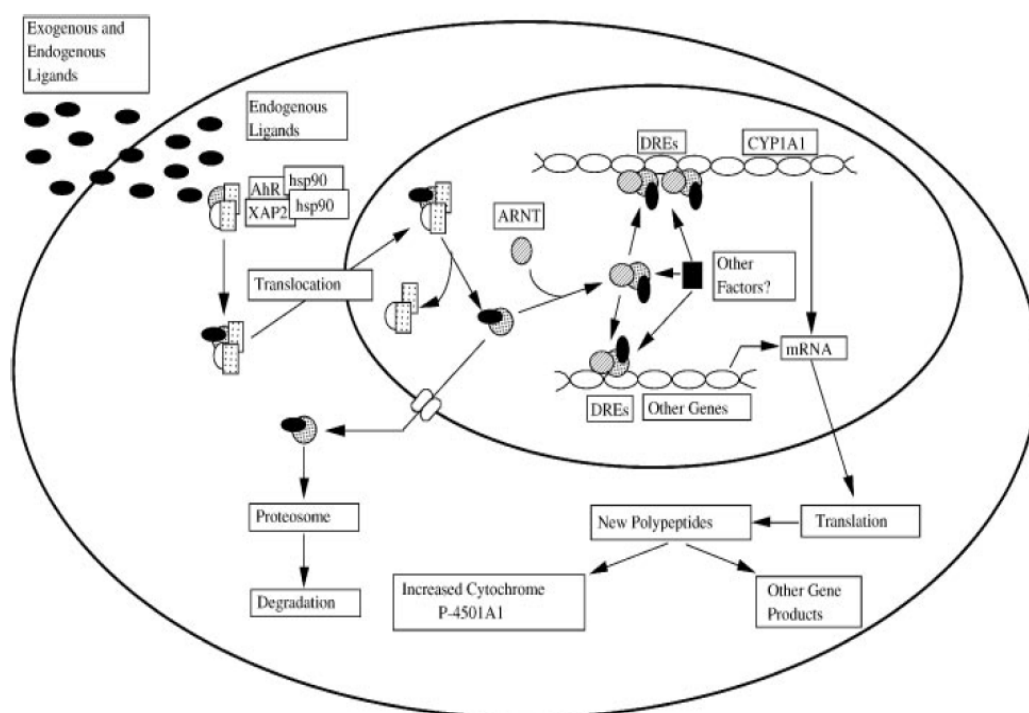 Exogenous and
Endogenous
Ligands
Endogenous
Ligands
AhR
hsp90
XAP2
hsp90
Translocation
ARNT
DREs
CYP1A1
Other
Factors?
mRNA
DREs
Other Genes
Proteosome
Degradation
New Polypeptides
Translation
Increased Cytochrome
P-4501A1
Other Gene
Products